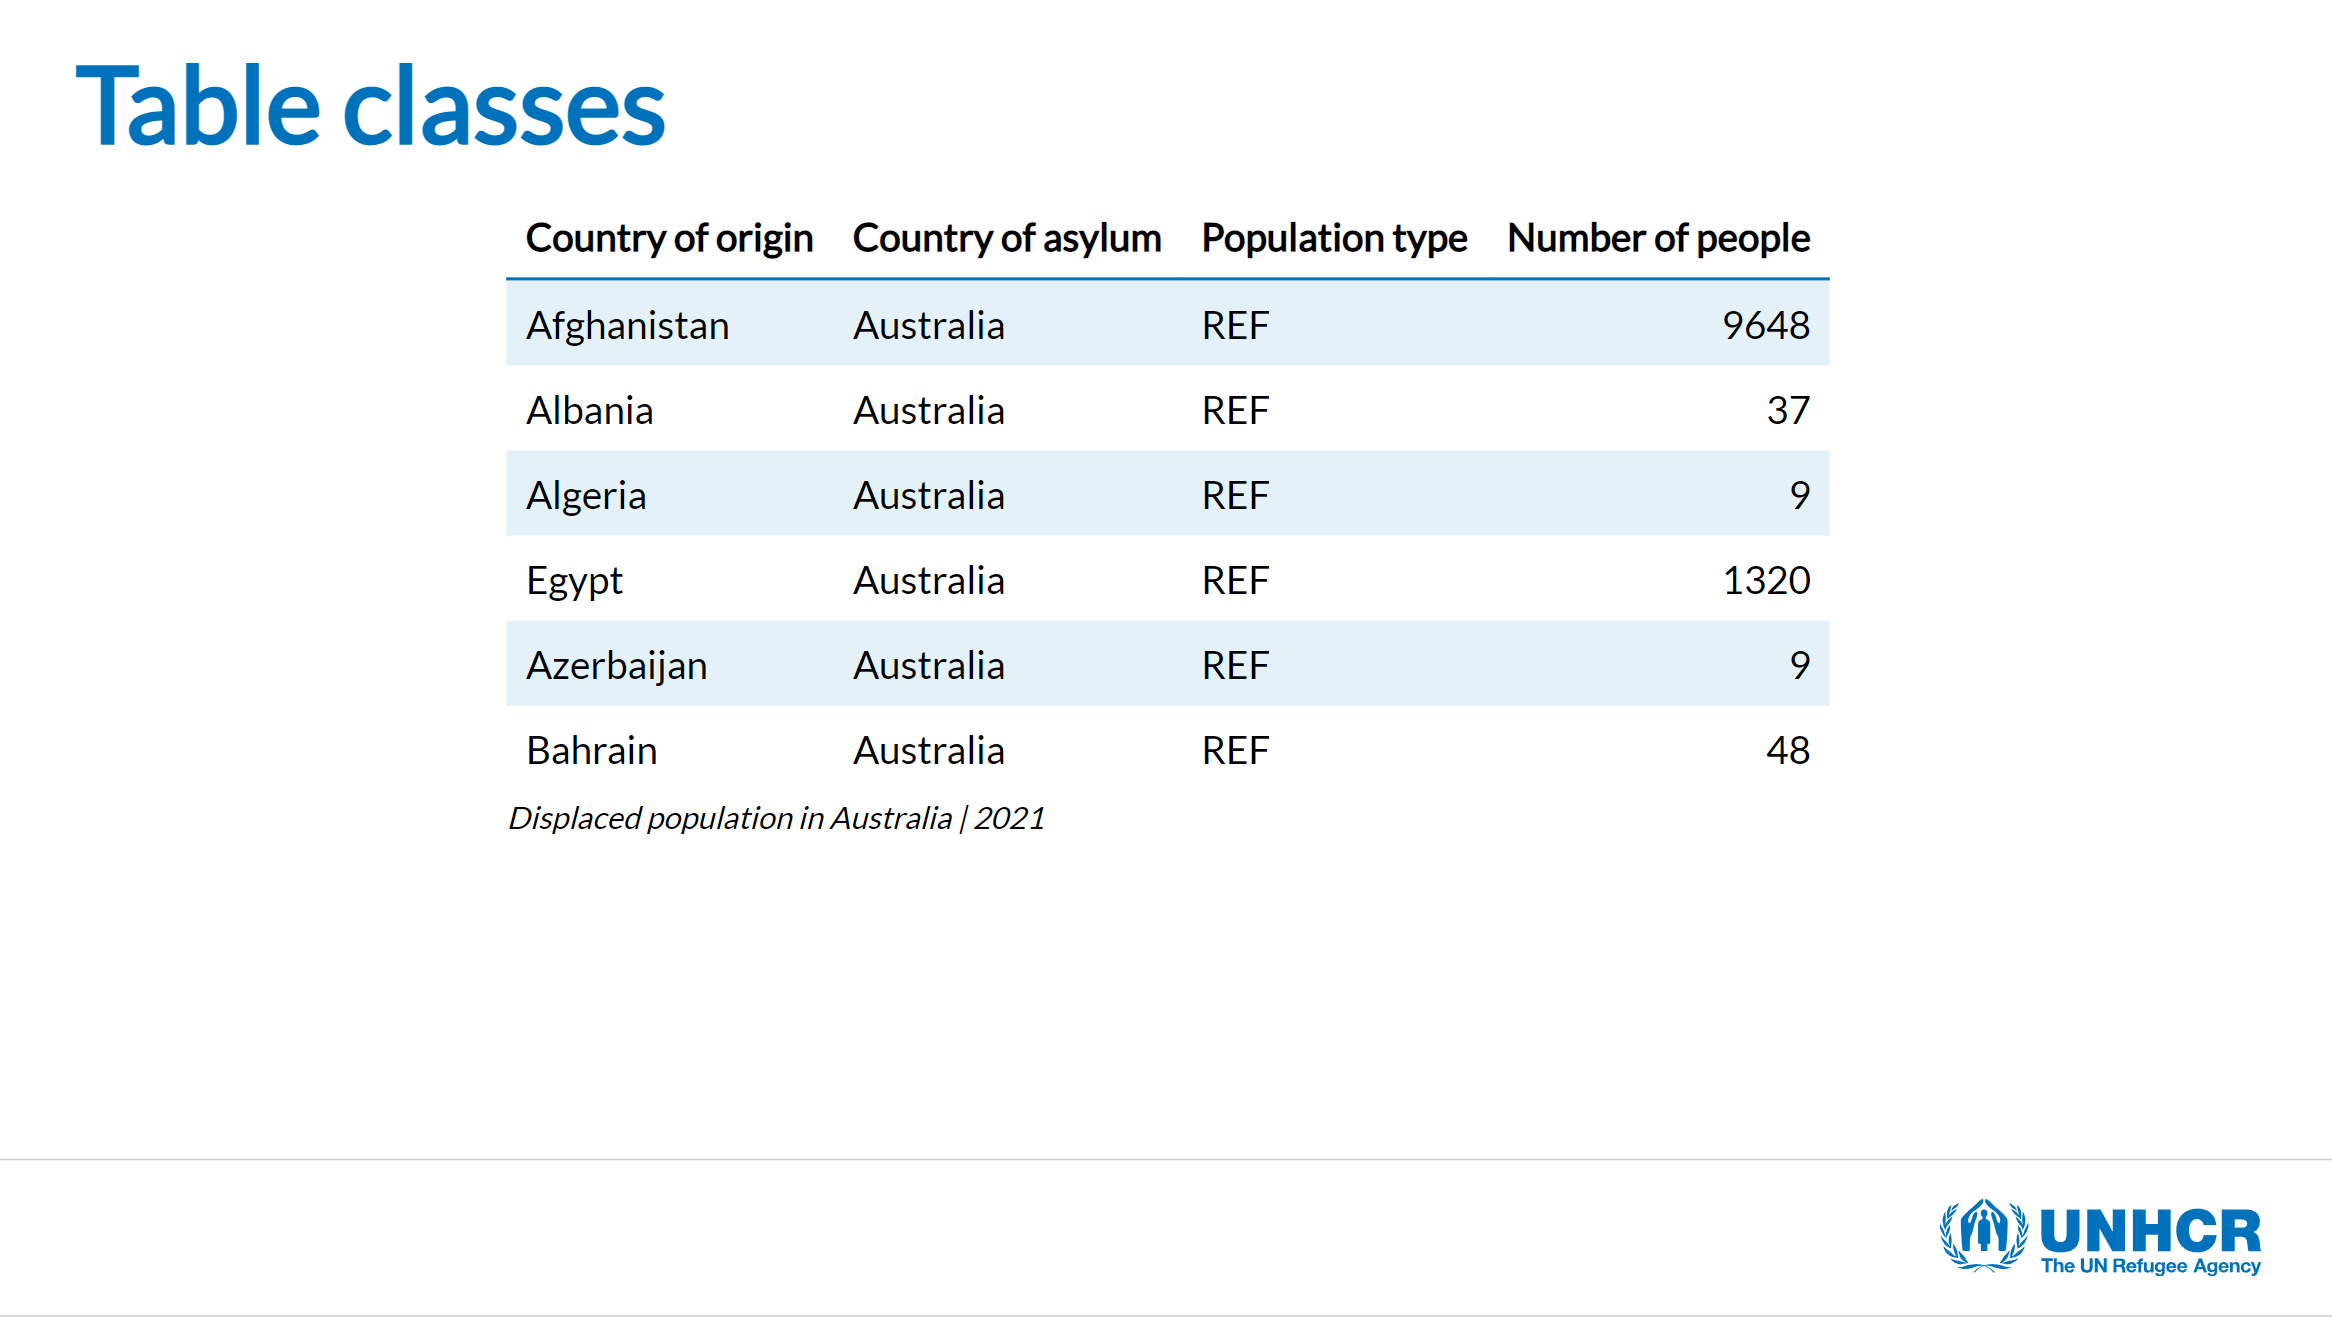 Table classes
Country of origin Country of asylum Population type Number of people
Afghanistan Australia REF 9648
Albania Australia REF 37
Algeria Australia REF 9
Egypt Australia REF 1320
Azerbaijan Australia REF 9
Bahrain Australia REF 48
Displaced population in Australia | 2021
UNHCR
The UN Refugee Agency